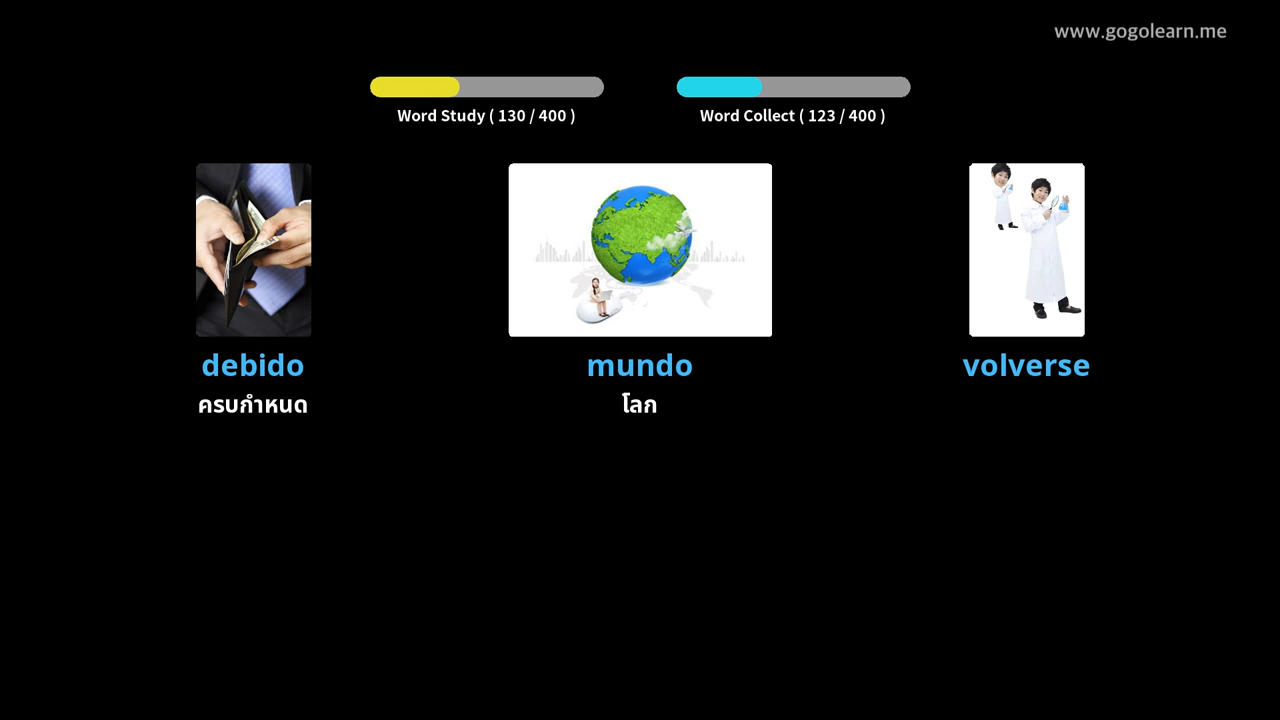 www.gogolearn.me
Word Study ( 130 / 400 )
Word Collect ( 123 / 400 )
debido
mundo
volverse
ครบกำหนด
โลก